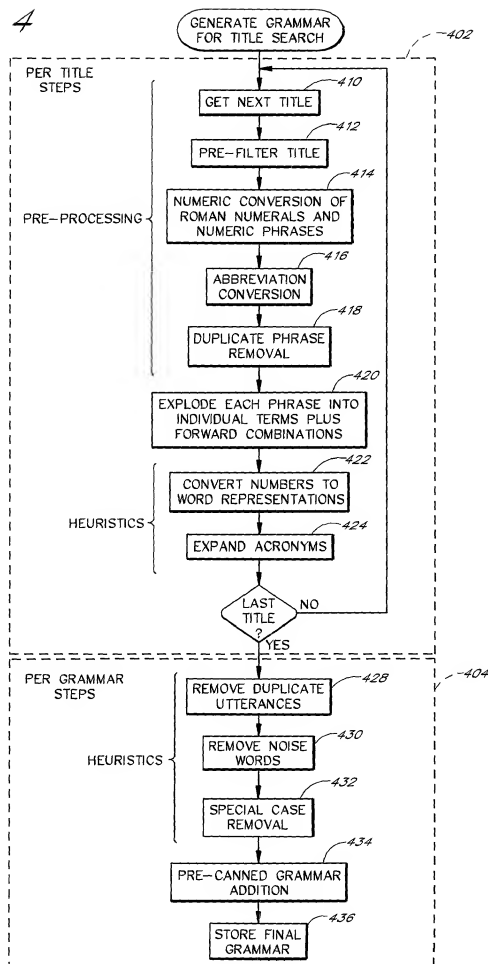 4
GENERATE GRAMMAR
FOR TITLE SEARCH
402
PER TITLE
STEPS
410
GET NEXT TITLE
412
PRE-FILTER TITLE
414
NUMERIC CONVERSION OF
ROMAN NUMERALS AND
NUMERIC PHRASES
PRE-PROCESSING
416
ABBREVIATION
CONVERSION
418
DUPLICATE PHRASE
REMOVAL
420
EXPLODE EACH PHRASE INTO
INDIVIDUAL TERMS PLUS
FORWARD COMBINATIONS
422
CONVERT NUMBERS TO
WORD REPRESENTATIONS
HEURISTICS
424
EXPAND ACRONYMS
LAST
TITLE
?
NO
YES
PER GRAMMAR
STEPS
404
428
REMOVE DUPLICATE
UTTERANCES
430
REMOVE NOISE
WORDS
HEURISTICS
432
SPECIAL CASE
REMOVAL
434
PRE-CANNED GRAMMAR
ADDITION
436
STORE FINAL
GRAMMAR